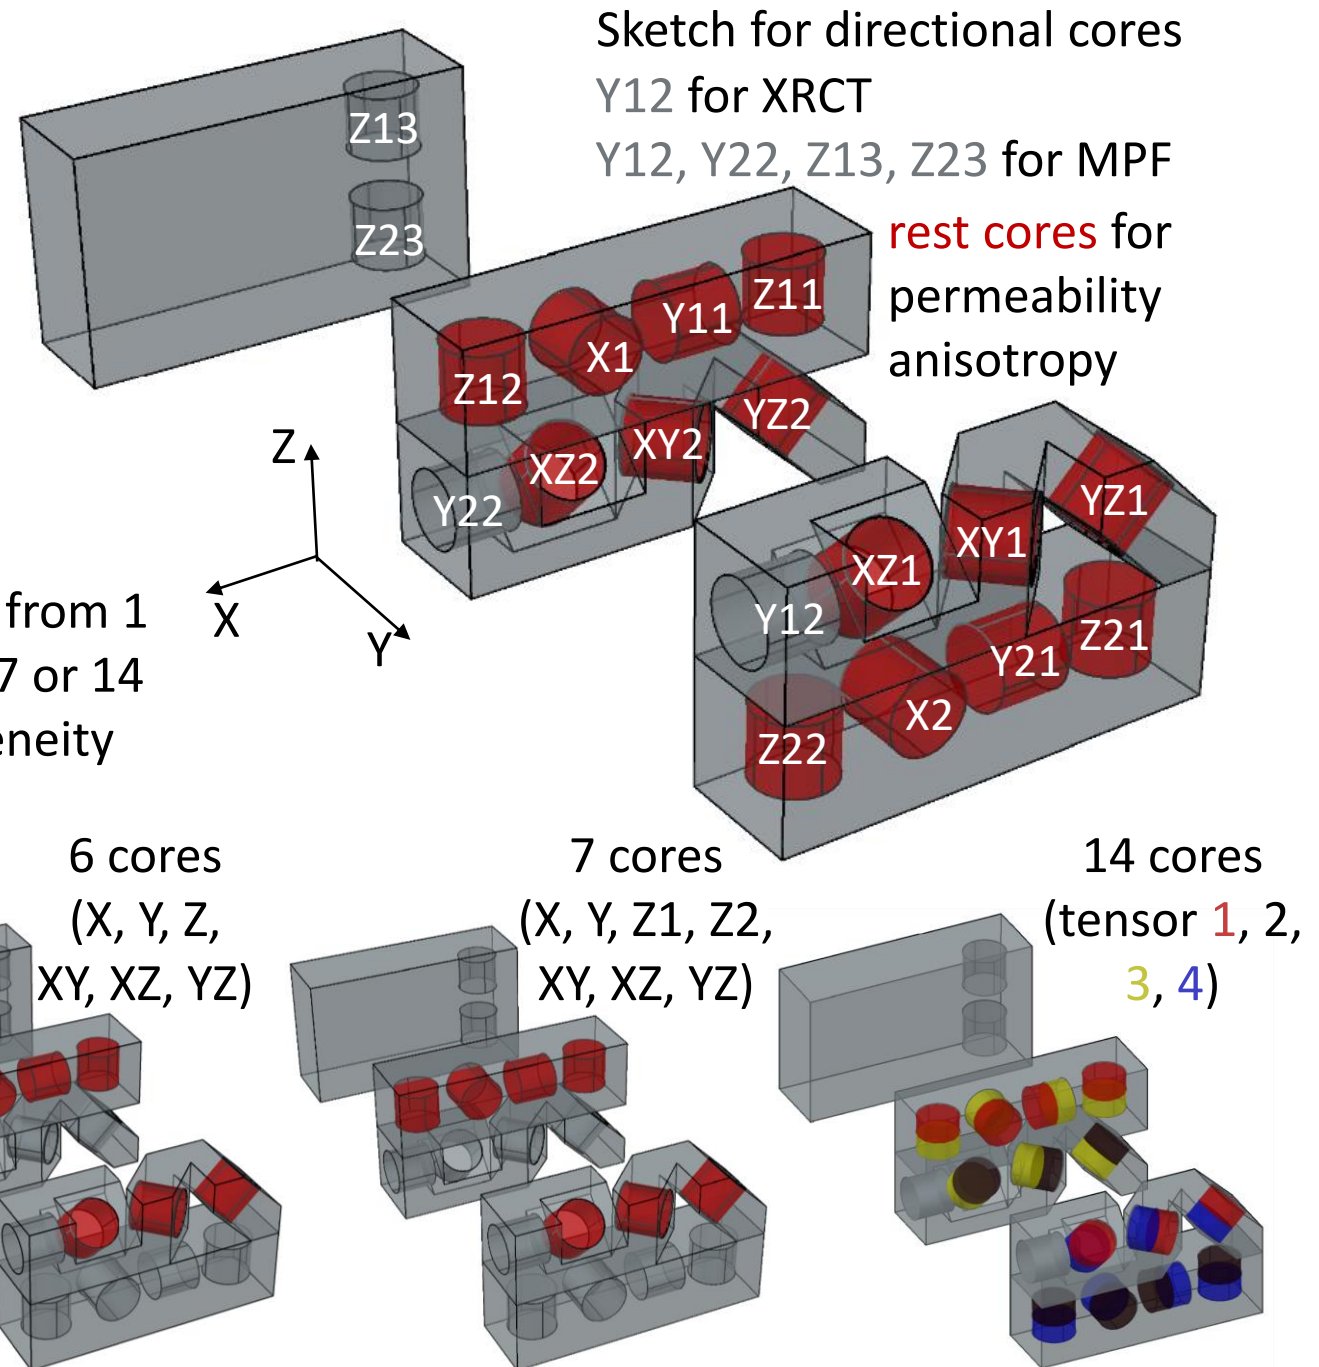 Sketch for directional cores
Y12 for XRCT
Y12, Y22, Z13, Z23 for MPF
rest cores for
permeability
anisotropy
Z13
Z23
Z11
Y11
X1
Z12
YZ2
XY2
XZ2
Y22
YZ1
XY1
XZ1
Y12
Z21
Y21
X2
Z22
Z
X
Y
from 1
7 or 14
eneity
6 cores
(X, Y, Z,
XY, XZ, YZ)
7 cores
(X, Y, Z1, Z2,
XY, XZ, YZ)
14 cores
(tensor 1, 2,
3, 4)